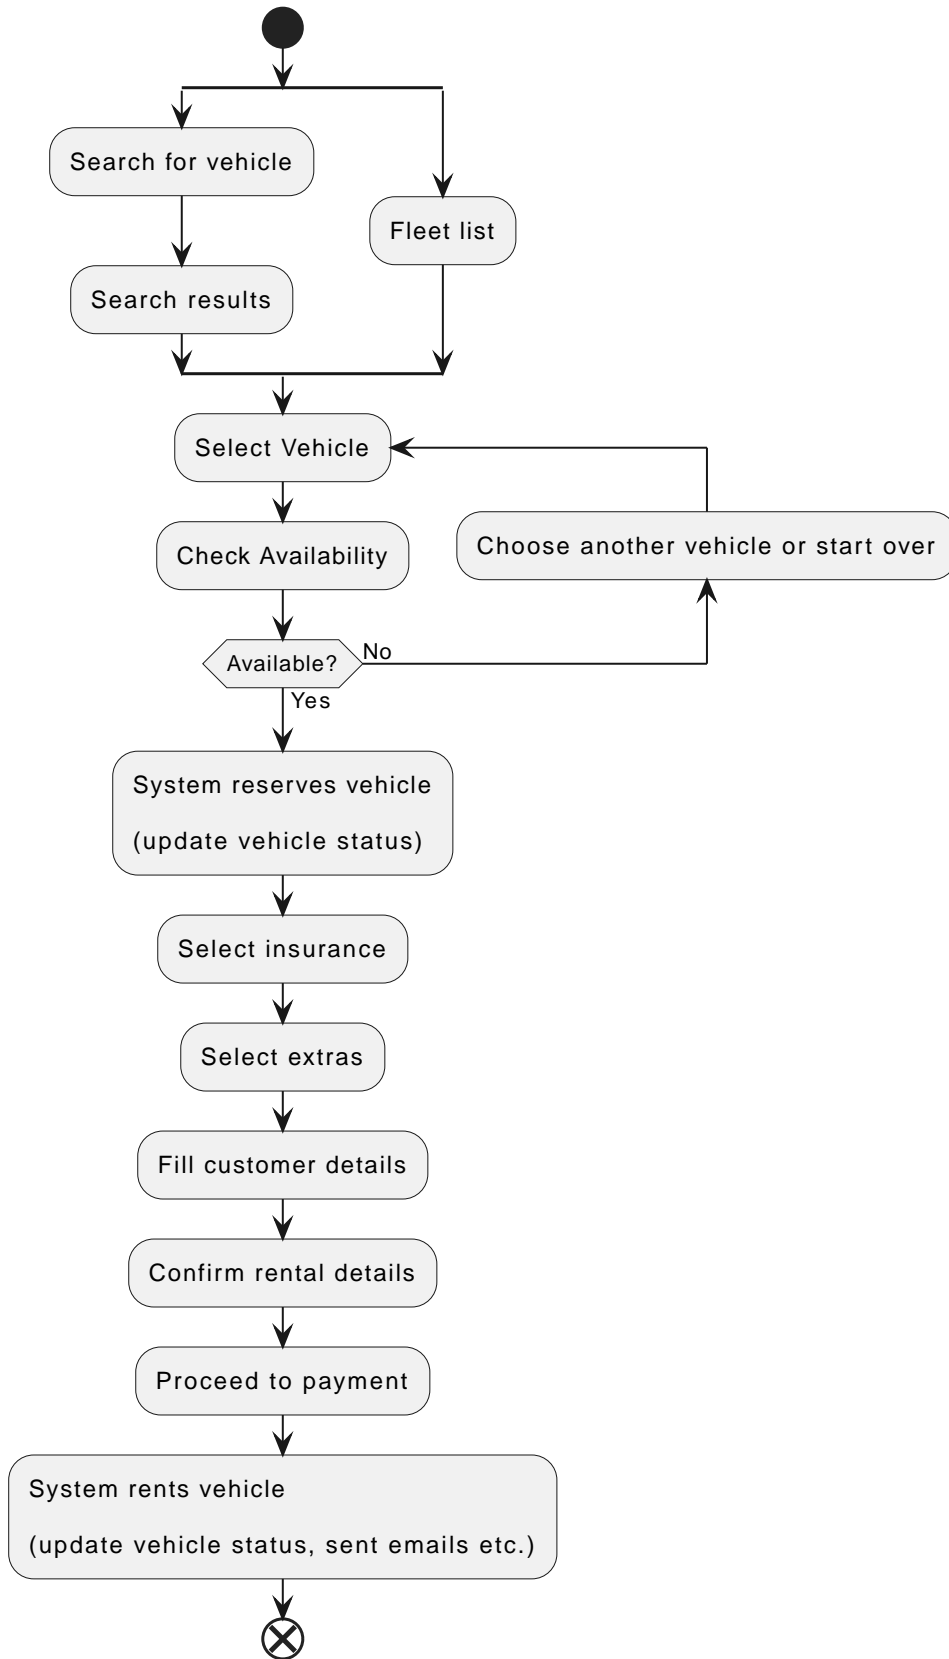 Search for vehicle
Fleet list
Search results
Select Vehicle
Check Availability
Choose another vehicle or start over
Available?
No
Yes
System reserves vehicle
(update vehicle status)
Select insurance
Select extras
Fill customer details
Confirm rental details
Proceed to payment
System rents vehicle
(update vehicle status, sent emails etc.)